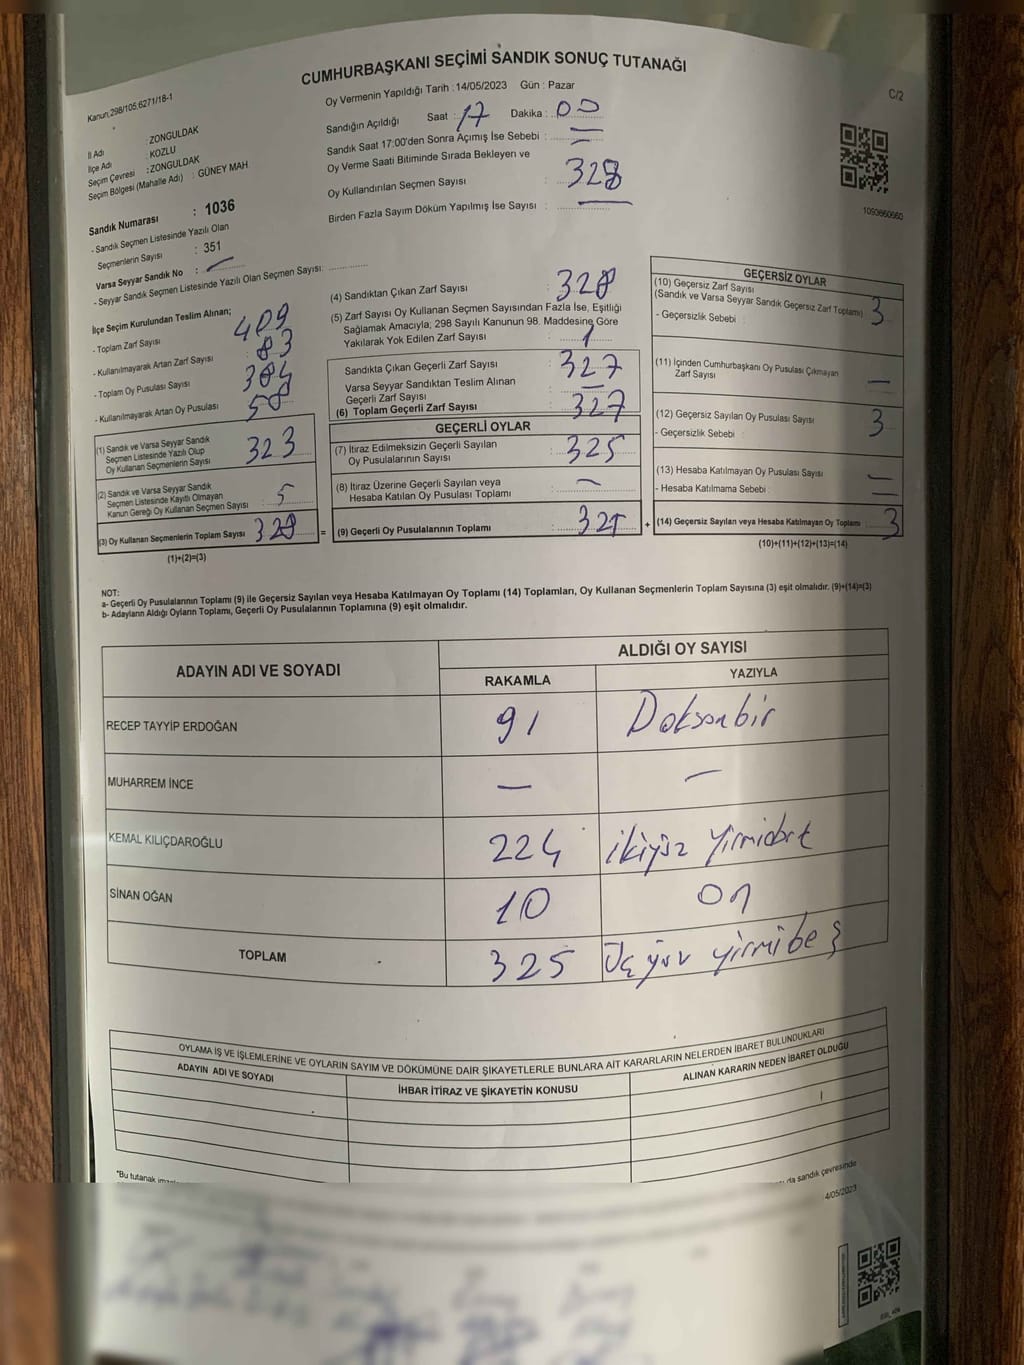 CUMHURBAŞKANI SEÇİMİ SANDIK SONUÇ TUTANAĞI
Kanun:298/105,6271/18-1
C/2
Oy Vermenin Yapıldığı Tarih :14/05/2023 Gün : Pazar
Sandığın Açıldığı Saat : 17 Dakika : 00
Sandık Saat 17:00'den Sonra Açımış İse Sebebi : —
Oy Verme Saati Bitiminde Sırada Bekleyen ve
Oy Kullandırılan Seçmen Sayısı : 328
Birden Fazla Sayım Döküm Yapılmış İse Sayısı : —
İl Adı : ZONGULDAK
İlçe Adı : KOZLU
Seçim Çevresi : ZONGULDAK
Seçim Bölgesi (Mahalle Adı) : GÜNEY MAH
1093660660
Sandık Numarası : 1036
- Sandık Seçmen Listesinde Yazılı Olan
Seçmenlerin Sayısı : 351
Varsa Seyyar Sandık No : —
- Seyyar Sandık Seçmen Listesinde Yazılı Olan Seçmen Sayısı:
İlçe Seçim Kurulundan Teslim Alınan;
- Toplam Zarf Sayısı 409
- Kullanılmayarak Artan Zarf Sayısı : 83
- Toplam Oy Pusulası Sayısı 384
- Kullanılmayarak Artan Oy Pusulası 58
(1) Sandık ve Varsa Seyyar Sandık
Seçmen Listesinde Yazılı Olup
Oy Kullanan Seçmenlerin Sayısı 323
(2) Sandık ve Varsa Seyyar Sandık
Seçmen Listesinde Kayıtlı Olmayan
Kanun Gereği Oy Kullanan Seçmen Sayısı : 5
(3) Oy Kullanan Seçmenlerin Toplam Sayısı 328
(1)+(2)=(3)
(4) Sandıktan Çıkan Zarf Sayısı : 328
(5) Zarf Sayısı Oy Kullanan Seçmen Sayısından Fazla İse, Eşitliği
Sağlamak Amacıyla; 298 Sayılı Kanunun 98. Maddesine Göre
Yakılarak Yok Edilen Zarf Sayısı : 1
Sandıkta Çıkan Geçerli Zarf Sayısı : 327
Varsa Seyyar Sandıktan Teslim Alınan
Geçerli Zarf Sayısı : —
(6) Toplam Geçerli Zarf Sayısı : 327
GEÇERLİ OYLAR
(7) İtiraz Edilmeksizin Geçerli Sayılan
Oy Pusulalarının Sayısı : 325
(8) İtiraz Üzerine Geçerli Sayılan veya
Hesaba Katılan Oy Pusulası Toplamı : —
= (9) Geçerli Oy Pusulalarının Toplamı : 325 +
GEÇERSİZ OYLAR
(10) Geçersiz Zarf Sayısı
(Sandık ve Varsa Seyyar Sandık Geçersiz Zarf Toplamı) 3
- Geçersizlik Sebebi :
(11) İçinden Cumhurbaşkanı Oy Pusulası Çıkmayan
Zarf Sayısı —
(12) Geçersiz Sayılan Oy Pusulası Sayısı : 3
- Geçersizlik Sebebi :
(13) Hesaba Katılmayan Oy Pusulası Sayısı : —
- Hesaba Katılmama Sebebi : —
(14) Geçersiz Sayılan veya Hesaba Katılmayan Oy Toplamı : 3
(10)+(11)+(12)+(13)=(14)
NOT:
a- Geçerli Oy Pusulalarının Toplamı (9) ile Geçersiz Sayılan veya Hesaba Katılmayan Oy Toplamı (14) Toplamları, Oy Kullanan Seçmenlerin Toplam Sayısına (3) eşit olmalıdır. (9)+(14)=(3)
b- Adayların Aldığı Oyların Toplamı, Geçerli Oy Pusulalarının Toplamına (9) eşit olmalıdır.
ADAYIN ADI VE SOYADI ALDIĞI OY SAYISI
RAKAMLA YAZIYLA
RECEP TAYYİP ERDOĞAN 91 Doksanbir
MUHARREM İNCE — —
KEMAL KILIÇDAROĞLU 224 ikiyüz yirmidört
SİNAN OĞAN 10 on
TOPLAM 325 Üçyüz yirmibeş
OYLAMA İŞ VE İŞLEMLERİNE VE OYLARIN SAYIM VE DÖKÜMÜNE DAİR ŞİKAYETLERLE BUNLARA AİT KARARLARIN NELERDEN İBARET BULUNDUKLARI
ADAYIN ADI VE SOYADI İHBAR İTİRAZ VE ŞİKAYETİN KONUSU ALINAN KARARIN NEDEN İBARET OLDUĞU
"Bu tutanak
da sandık çevresinde
4/05/2023